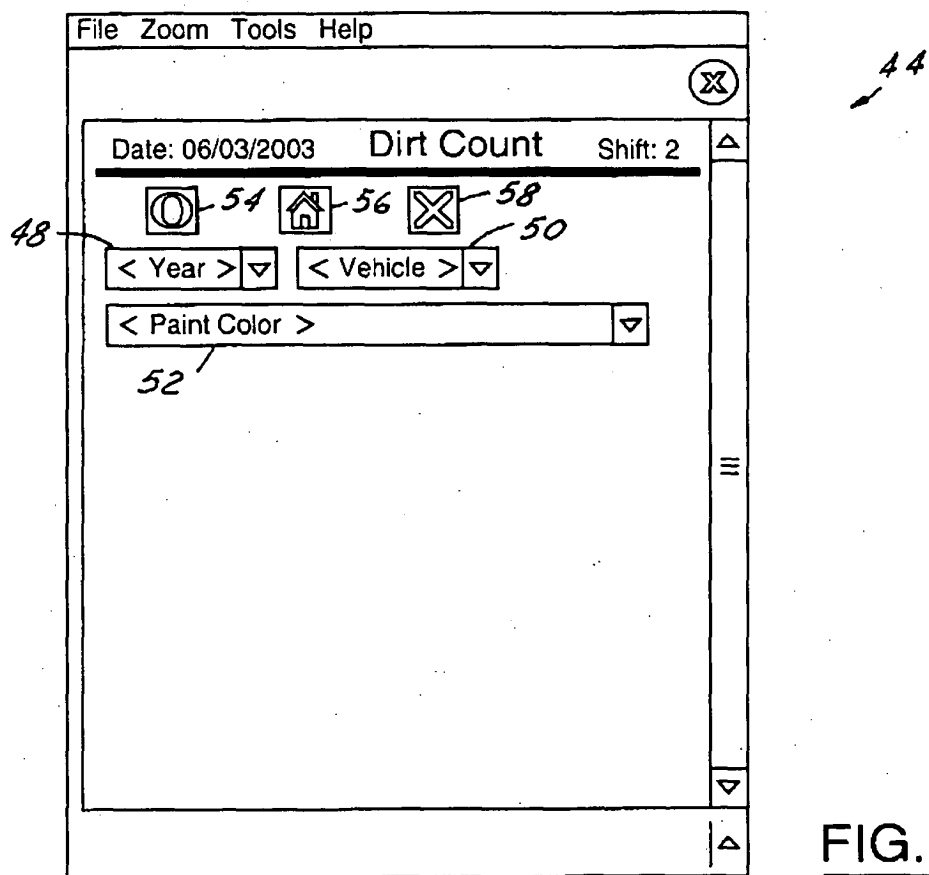 File Zoom Tools Help
44
Date: 06/03/2003 Dirt Count Shift: 2
54 56 58
48 50
< Year > < Vehicle >
< Paint Color >
52
FIG.